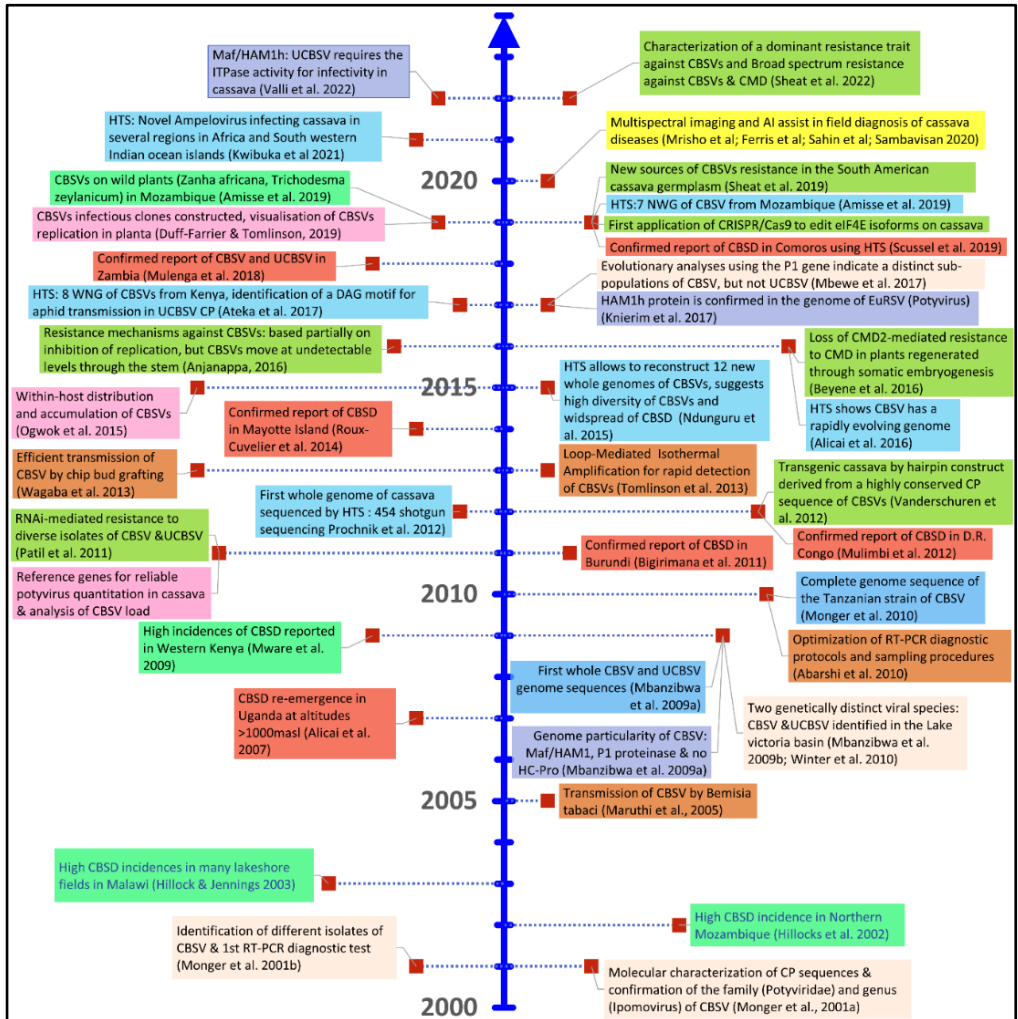 Maf/HAM1h: UCBSV requires the
ITPase activity for infectivity in
cassava (Valli et al. 2022)
Characterization of a dominant resistance trait
against CBSVs and Broad spectrum resistance
against CBSVs & CMD (Sheat et al. 2022)
HTS: Novel Ampelovirus infecting cassava in
several regions in Africa and South western
Indian ocean islands (Kwibuka et al 2021)
Multispectral imaging and AI assist in field diagnosis of cassava
diseases (Mrisho et al; Ferris et al; Sahin et al; Sambavisan 2020)
2020
CBSVs on wild plants (Zanha africana, Trichodesma
zeylanicum) in Mozambique (Amisse et al. 2019)
New sources of CBSVs resistance in the South American
cassava germplasm (Sheat et al. 2019)
HTS:7 NWG of CBSV from Mozambique (Amisse et al. 2019)
CBSVs infectious clones constructed, visualisation of CBSVs
replication in planta (Duff-Farrier & Tomlinson, 2019)
First application of CRISPR/Cas9 to edit eIF4E isoforms on cassava
Confirmed report of CBSD in Comoros using HTS (Scussel et al. 2019)
Confirmed report of CBSV and UCBSV in
Zambia (Mulenga et al. 2018)
Evolutionary analyses using the P1 gene indicate a distinct sub-
populations of CBSV, but not UCBSV (Mbewe et al. 2017)
HTS: 8 WNG of CBSVs from Kenya, identification of a DAG motif for
aphid transmission in UCBSV CP (Ateka et al. 2017)
HAM1h protein is confirmed in the genome of EuRSV (Potyvirus)
(Knierim et al. 2017)
Resistance mechanisms against CBSVs: based partially on
inhibition of replication, but CBSVs move at undetectable
levels through the stem (Anjanappa, 2016)
Loss of CMD2-mediated resistance
to CMD in plants regenerated
through somatic embryogenesis
(Beyene et al. 2016)
HTS shows CBSV has a
rapidly evolving genome
(Alicai et al. 2016)
2015
HTS allows to reconstruct 12 new
whole genomes of CBSVs, suggests
high diversity of CBSVs and
widespread of CBSD (Ndunguru et
al. 2015)
Within-host distribution
and accumulation of CBSVs
(Ogwok et al. 2015)
Confirmed report of CBSD
in Mayotte Island (Roux-
Cuvelier et al. 2014)
Efficient transmission of
CBSV by chip bud grafting
(Wagaba et al. 2013)
Loop-Mediated Isothermal
Amplification for rapid detection
of CBSVs (Tomlinson et al. 2013)
Transgenic cassava by hairpin construct
derived from a highly conserved CP
sequence of CBSVs (Vanderschuren et
al. 2012)
First whole genome of cassava
sequenced by HTS : 454 shotgun
sequencing Prochnik et al. 2012)
Confirmed report of CBSD in D.R.
Congo (Mulimbi et al. 2012)
RNAi-mediated resistance to
diverse isolates of CBSV &UCBSV
(Patil et al. 2011)
Confirmed report of CBSD in
Burundi (Bigirimana et al. 2011)
Reference genes for reliable
potyvirus quantitation in cassava
& analysis of CBSV load
2010
Complete genome sequence of
the Tanzanian strain of CBSV
(Monger et al. 2010)
Optimization of RT-PCR diagnostic
protocols and sampling procedures
(Abarshi et al. 2010)
High incidences of CBSD reported
in Western Kenya (Mware et al.
2009)
First whole CBSV and UCBSV
genome sequences (Mbanzibwa
et al. 2009a)
Two genetically distinct viral species:
CBSV &UCBSV identified in the Lake
victoria basin (Mbanzibwa et al.
2009b; Winter et al. 2010)
CBSD re-emergence in
Uganda at altitudes
>1000masl (Alicai et al.
2007)
Genome particularity of CBSV:
Maf/HAM1, P1 proteinase & no
HC-Pro (Mbanzibwa et al. 2009a)
2005
Transmission of CBSV by Bemisia
tabaci (Maruthi et al., 2005)
High CBSD incidences in many lakeshore
fields in Malawi (Hillock & Jennings 2003)
High CBSD incidence in Northern
Mozambique (Hillocks et al. 2002)
Identification of different isolates of
CBSV & 1st RT-PCR diagnostic test
(Monger et al. 2001b)
Molecular characterization of CP sequences &
confirmation of the family (Potyviridae) and genus
(Ipomovirus) of CBSV (Monger et al., 2001a)
2000